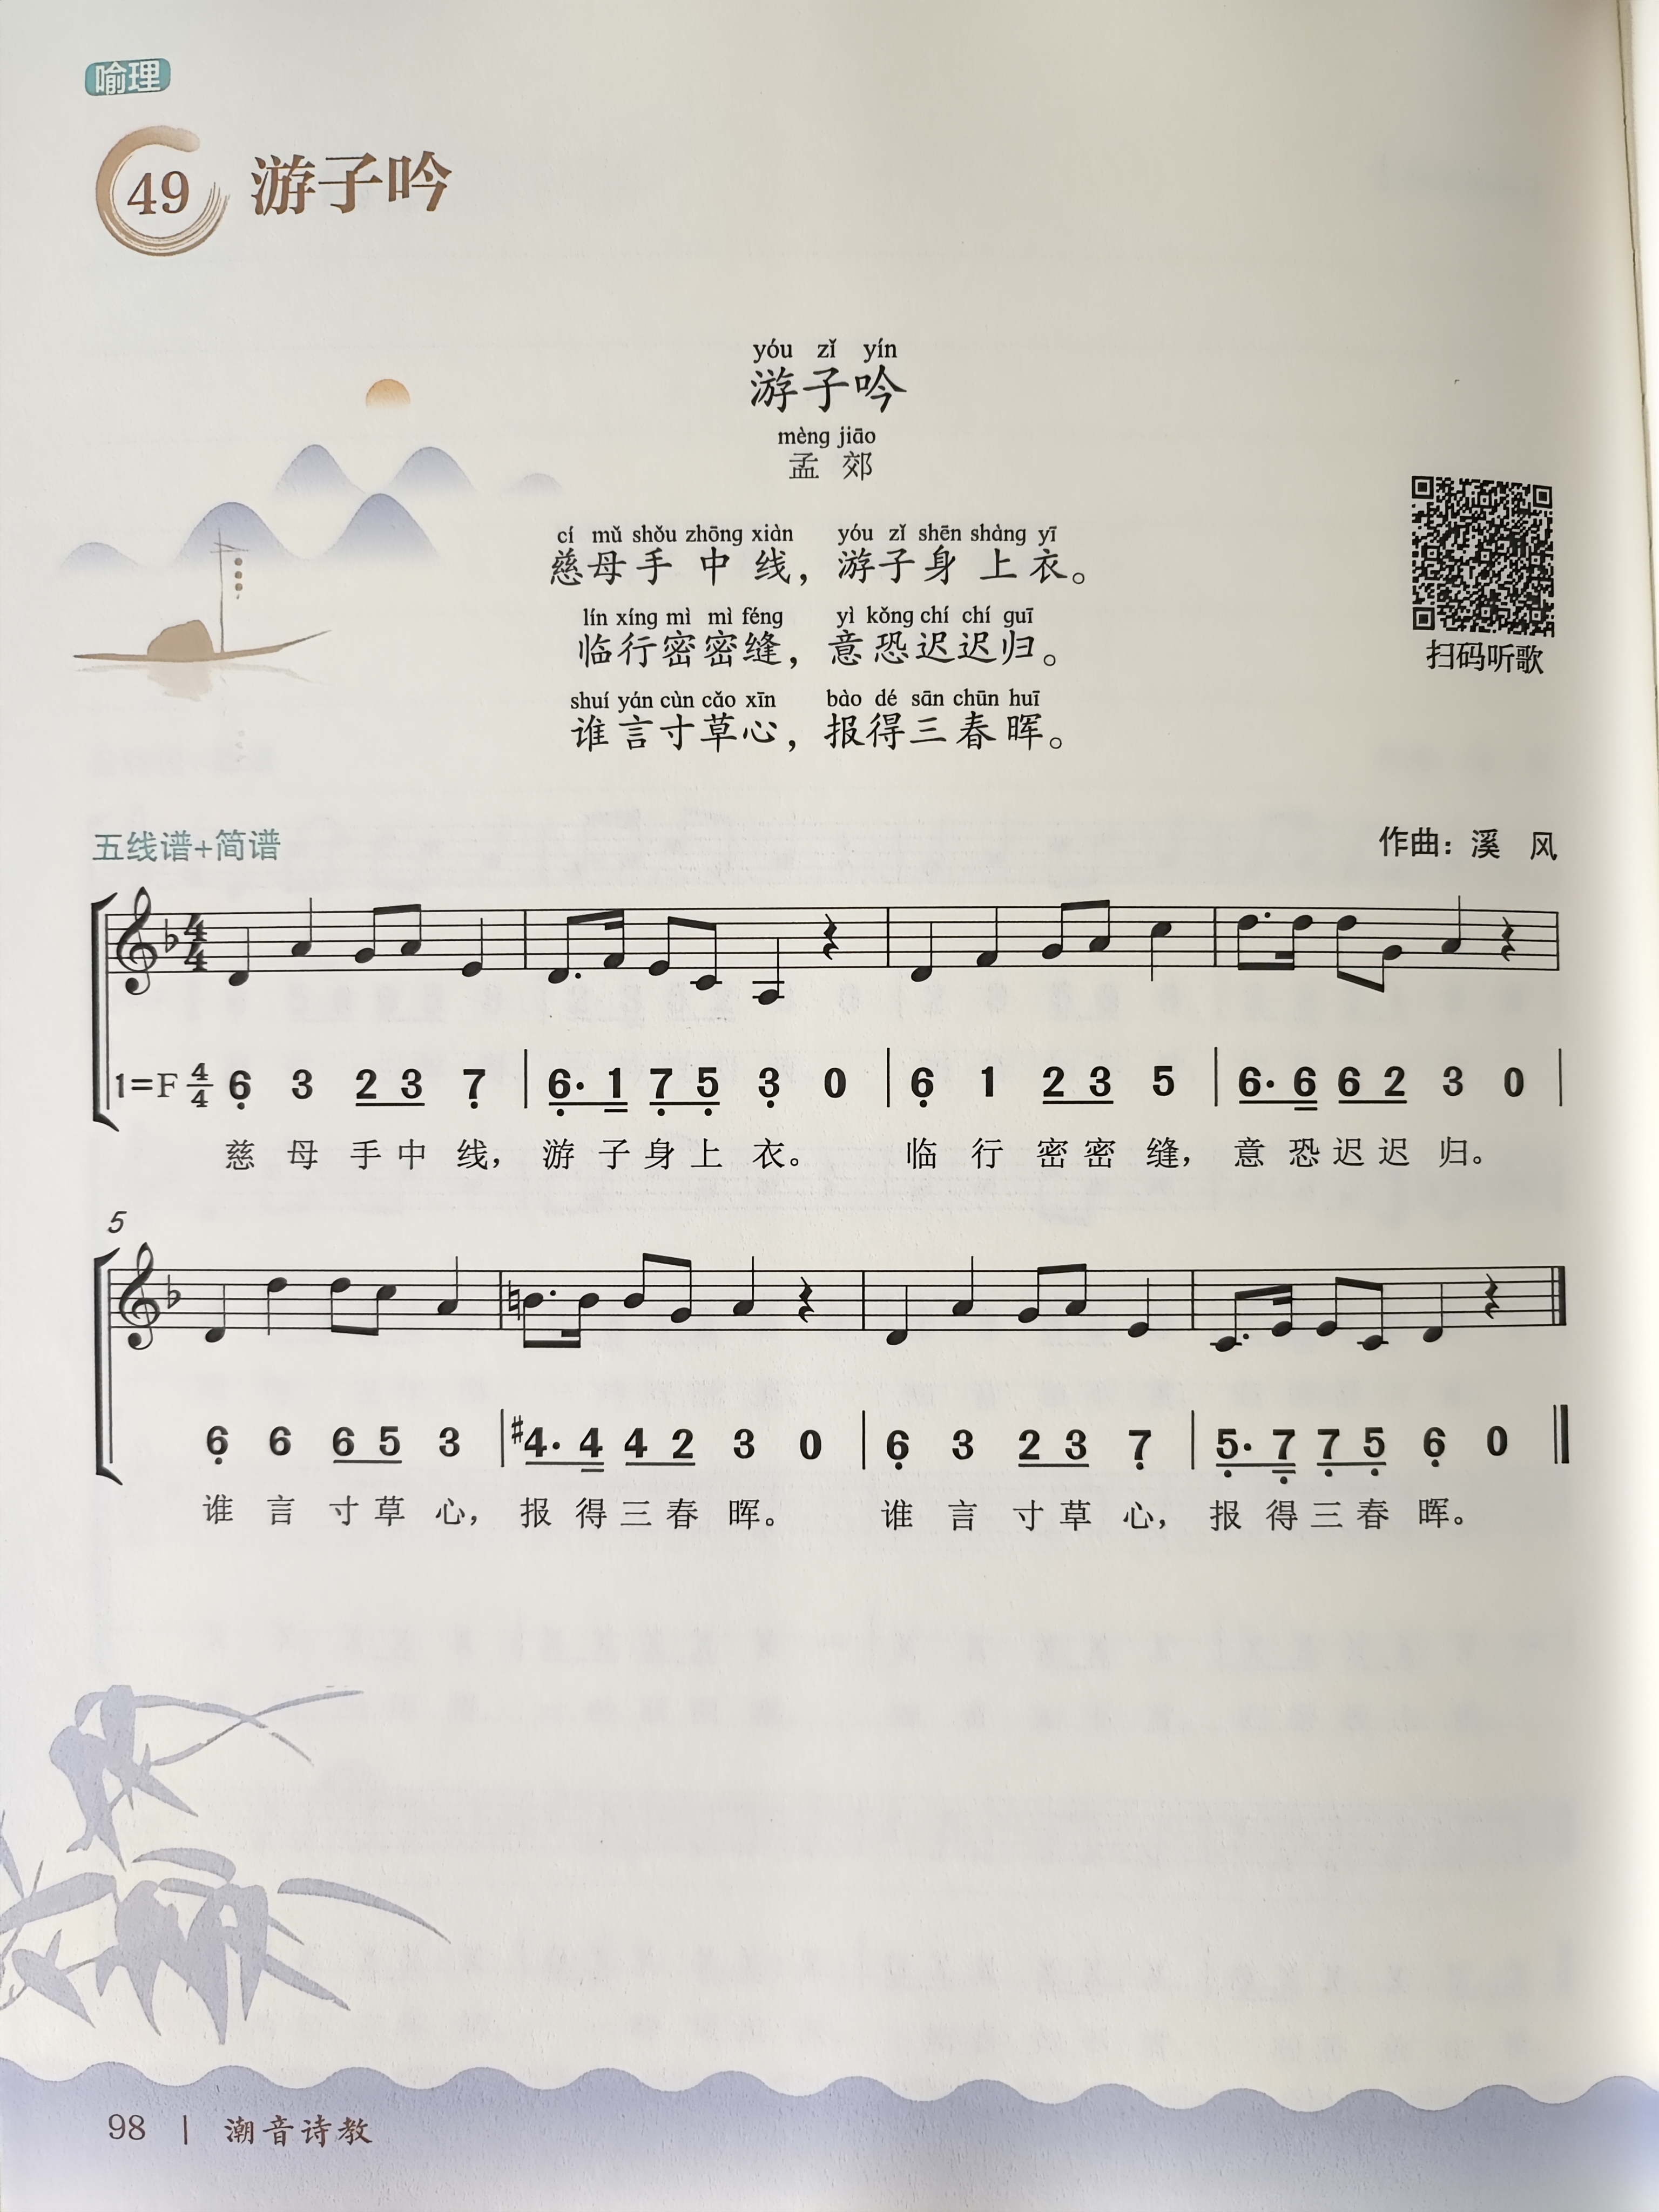 喻理
49 游子吟
yóu zǐ yín
游子吟
mèng jiāo
孟 郊
cí mǔ shǒu zhōng xiàn yóu zǐ shēn shàng yī
慈母手中线，游子身上衣。
lín xíng mì mì féng yì kǒng chí chí guī
临行密密缝，意恐迟迟归。
shuí yán cùn cǎo xīn bào dé sān chūn huī
谁言寸草心，报得三春晖。
扫码听歌
五线谱+简谱
作曲：溪 风
4/4
1=F 4/4 6̣ 3 2 3 7̣ | 6̣· 1 7̣ 5̣ 3̣ 0 | 6̣ 1 2 3 5 | 6· 6 6 2 3 0 |
慈 母 手 中 线， 游 子 身 上 衣。 临 行 密 密 缝， 意 恐 迟 迟 归。
5
6̣ 6 6 5 3 | #4· 4 4 2 3 0 | 6̣ 3 2 3 7̣ | 5̣· 7̣ 7̣ 5̣ 6̣ 0 ‖
谁 言 寸 草 心， 报 得 三 春 晖。 谁 言 寸 草 心， 报 得 三 春 晖。
98 | 潮音诗教